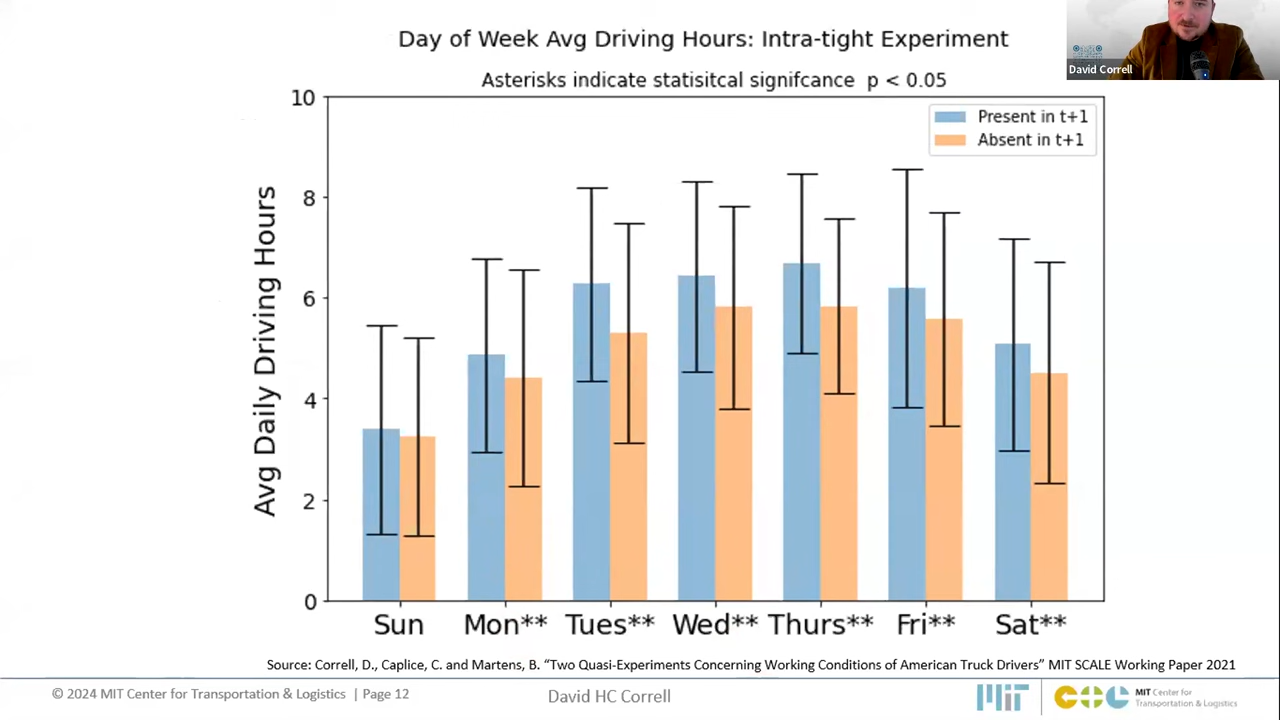 Day of Week Avg Driving Hours: Intra-tight Experiment
Asterisks indicate statisitcal signifcance p < 0.05
David Correll
Present in t+1
Absent in t+1
Avg Daily Driving Hours
10
8
6
4
2
0
Sun Mon** Tues** Wed** Thurs** Fri** Sat**
Source: Correll, D., Caplice, C. and Martens, B. “Two Quasi-Experiments Concerning Working Conditions of American Truck Drivers” MIT SCALE Working Paper 2021
© 2024 MIT Center for Transportation & Logistics | Page 12
David HC Correll
MIT
MIT Center for
Transportation & Logistics